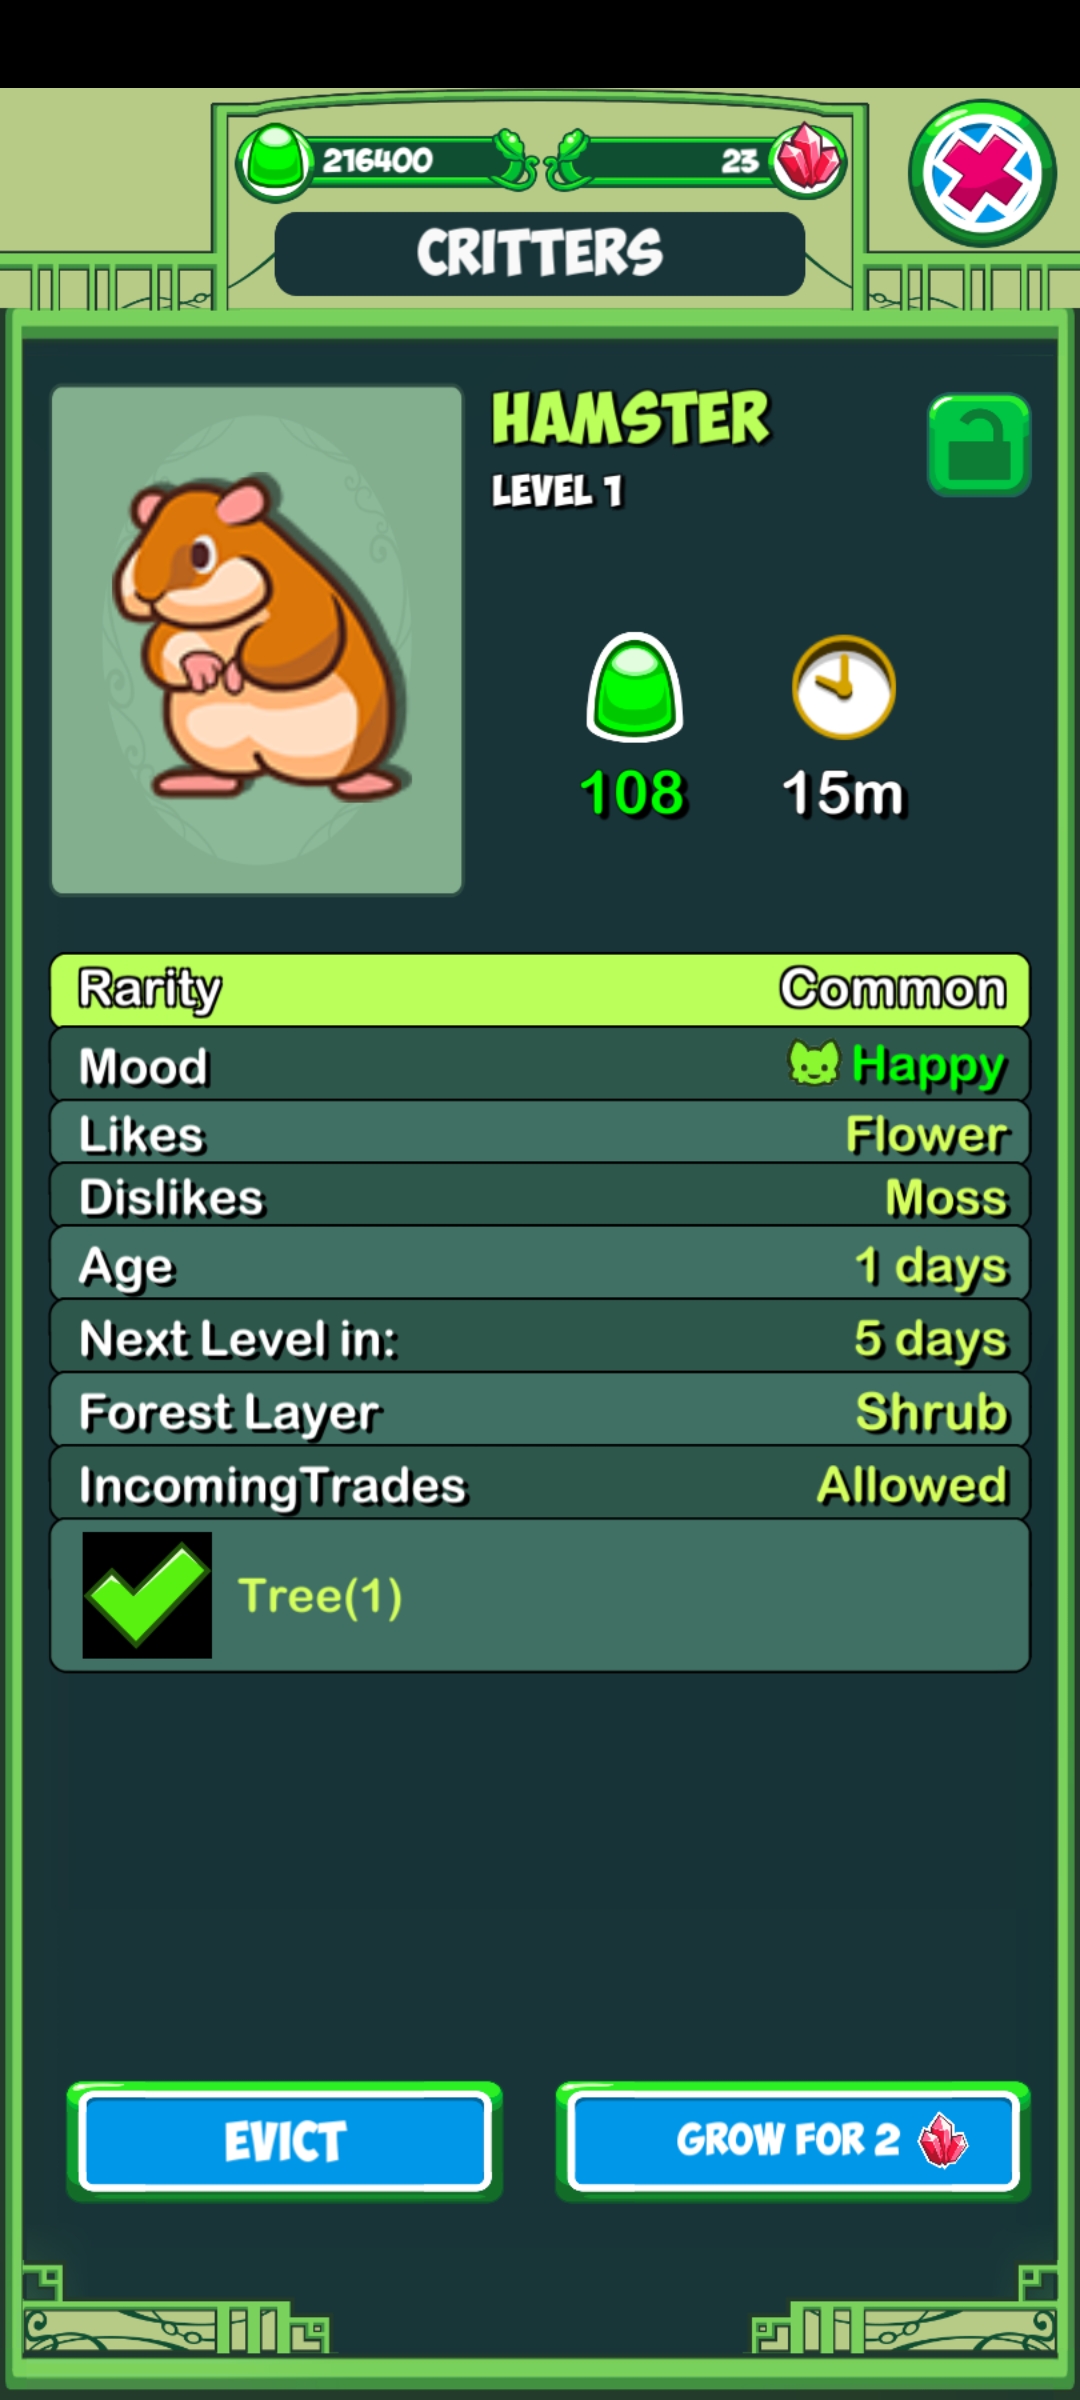 216400
23
CRITTERS
HAMSTER
LEVEL 1
108
15m
Rarity Common
Mood Happy
Likes Flower
Dislikes Moss
Age 1 days
Next Level in: 5 days
Forest Layer Shrub
IncomingTrades Allowed
Tree(1)
EVICT
GROW FOR 2